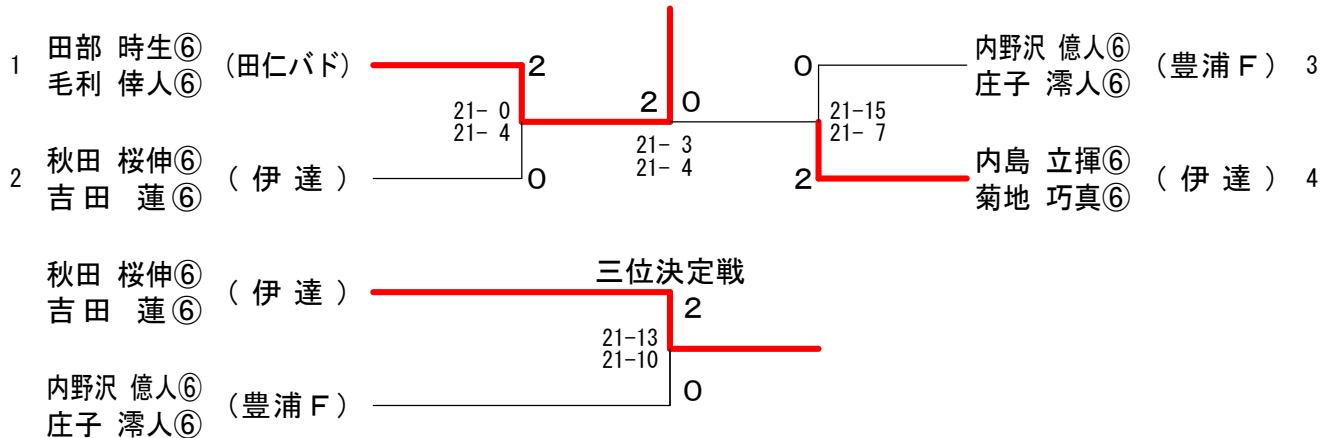 1 田部 時生⑥ (田仁バド)
毛利 倖人⑥
2
21- 0
21- 4
2 秋田 桜伸⑥ ( 伊 達 )
吉田 蓮⑥
0
2 0
21- 3
21- 4
0
内野沢 億人⑥ (豊浦F) 3
庄子 澪人⑥
21-15
21- 7
2
内島 立揮⑥ ( 伊 達 ) 4
菊地 巧真⑥
三位決定戦
秋田 桜伸⑥ ( 伊 達 )
吉田 蓮⑥
2
21-13
21-10
0
内野沢 億人⑥ (豊浦F)
庄子 澪人⑥